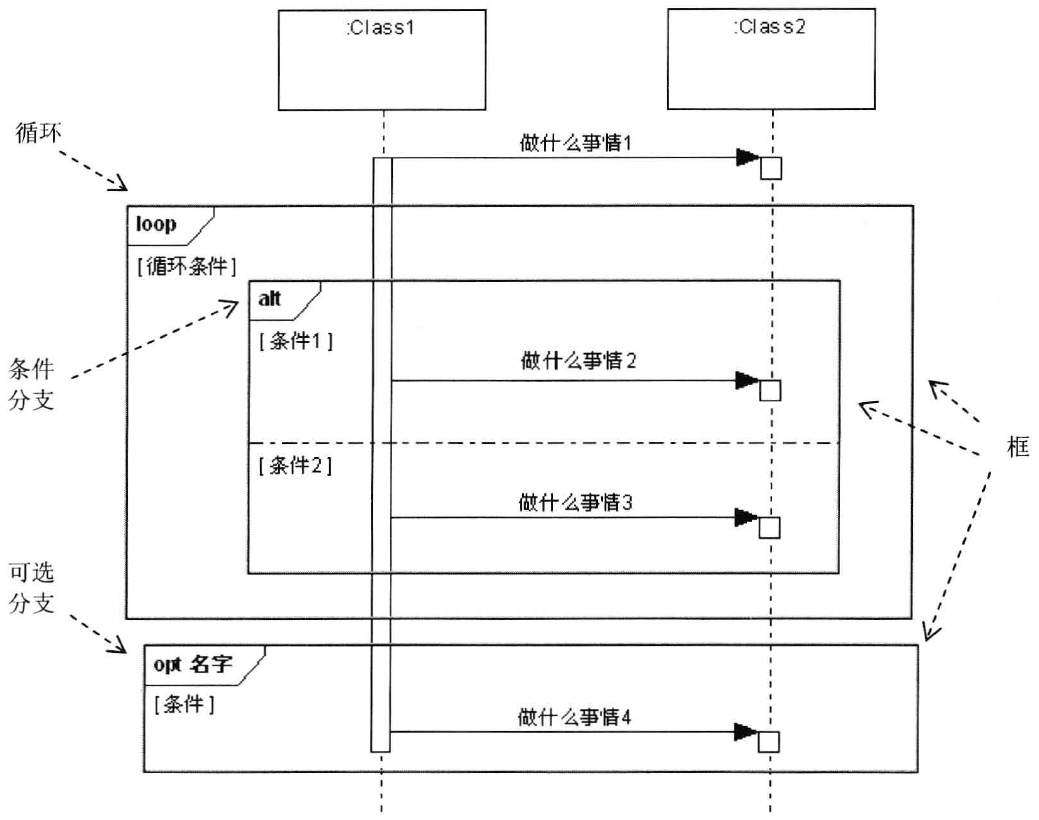 :Class1
:Class2
循环
做什么事情1
loop
[循环条件]
alt
[条件1]
条件
分支
做什么事情2
框
[条件2]
做什么事情3
可选
分支
opt 名字
[条件]
做什么事情4